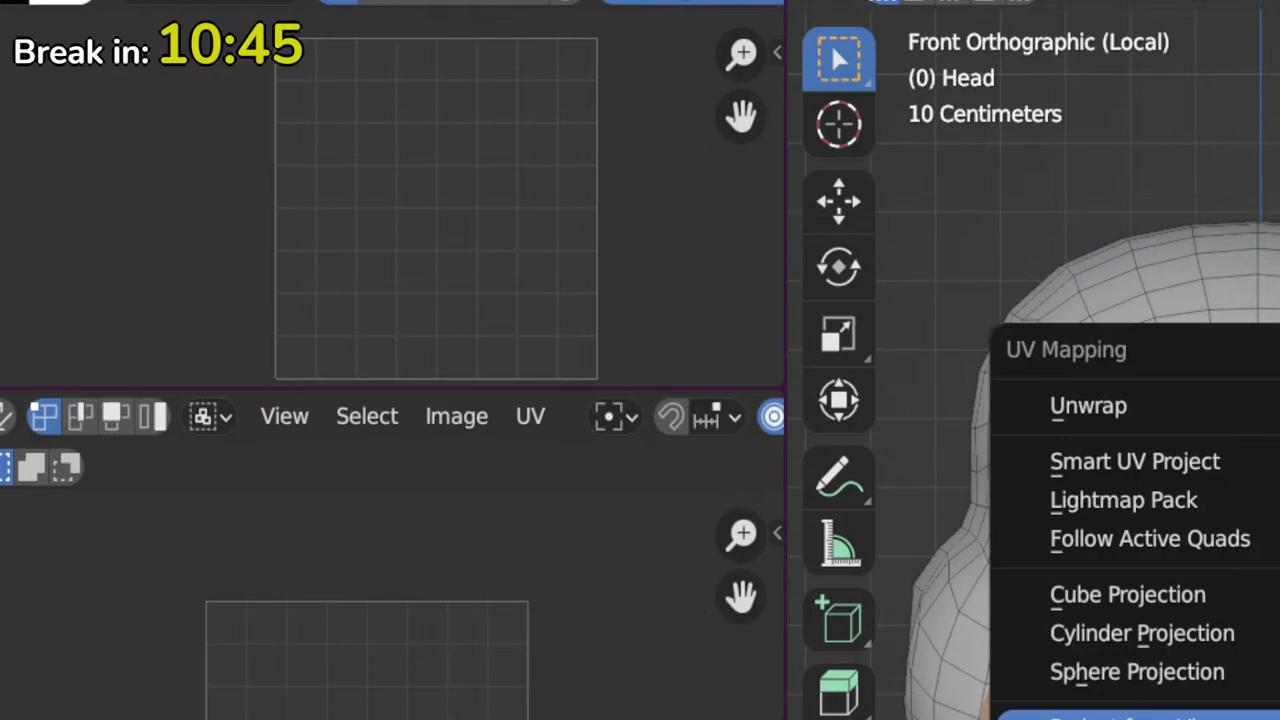 Break in: 10:45
Front Orthographic (Local)
(0) Head
10 Centimeters
UV Mapping
Unwrap
View Select Image UV
Smart UV Project
Lightmap Pack
Follow Active Quads
Cube Projection
Cylinder Projection
Sphere Projection